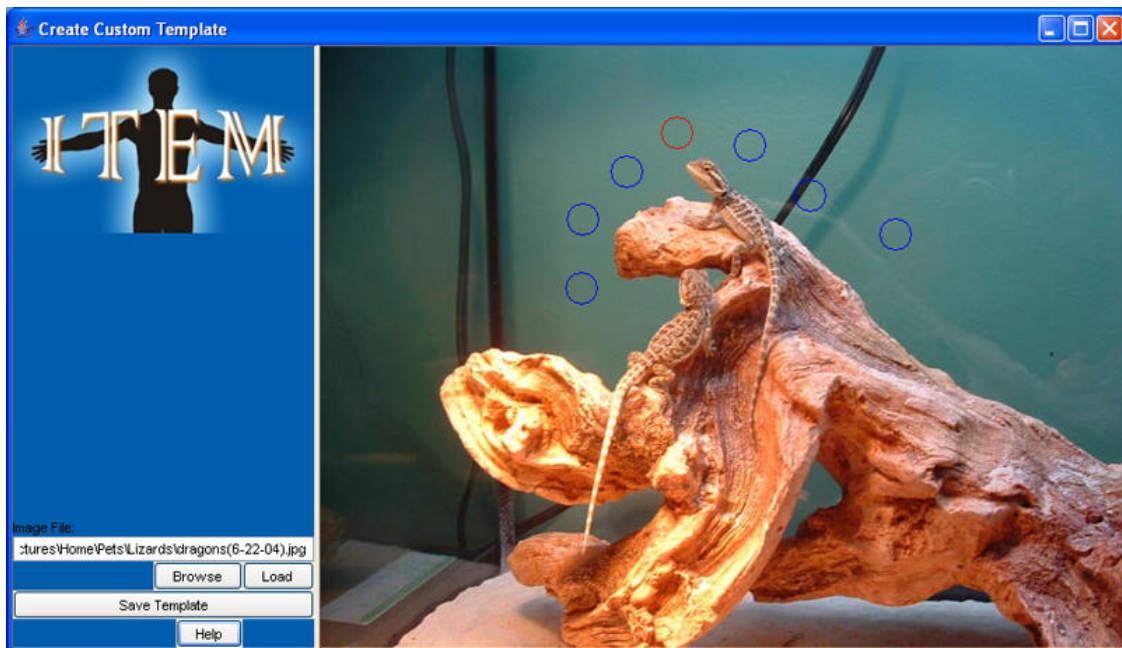 Create Custom Template
ITEM
Image File:
:tures\Home\Pets\Lizards\dragons(6-22-04).jpg
Browse Load
Save Template
Help